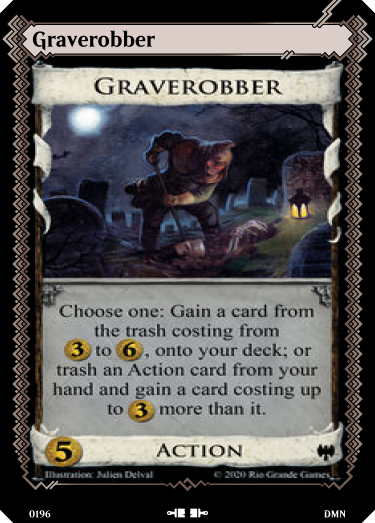 Graverobber
GRAVEROBBER
Choose one: Gain a card from
the trash costing from
3 to 6, onto your deck; or
trash an Action card from your
hand and gain a card costing up
to 3 more than it.
5 ACTION
Illustration: Julien Delval © 2020 Rio Grande Games
0196 DMN